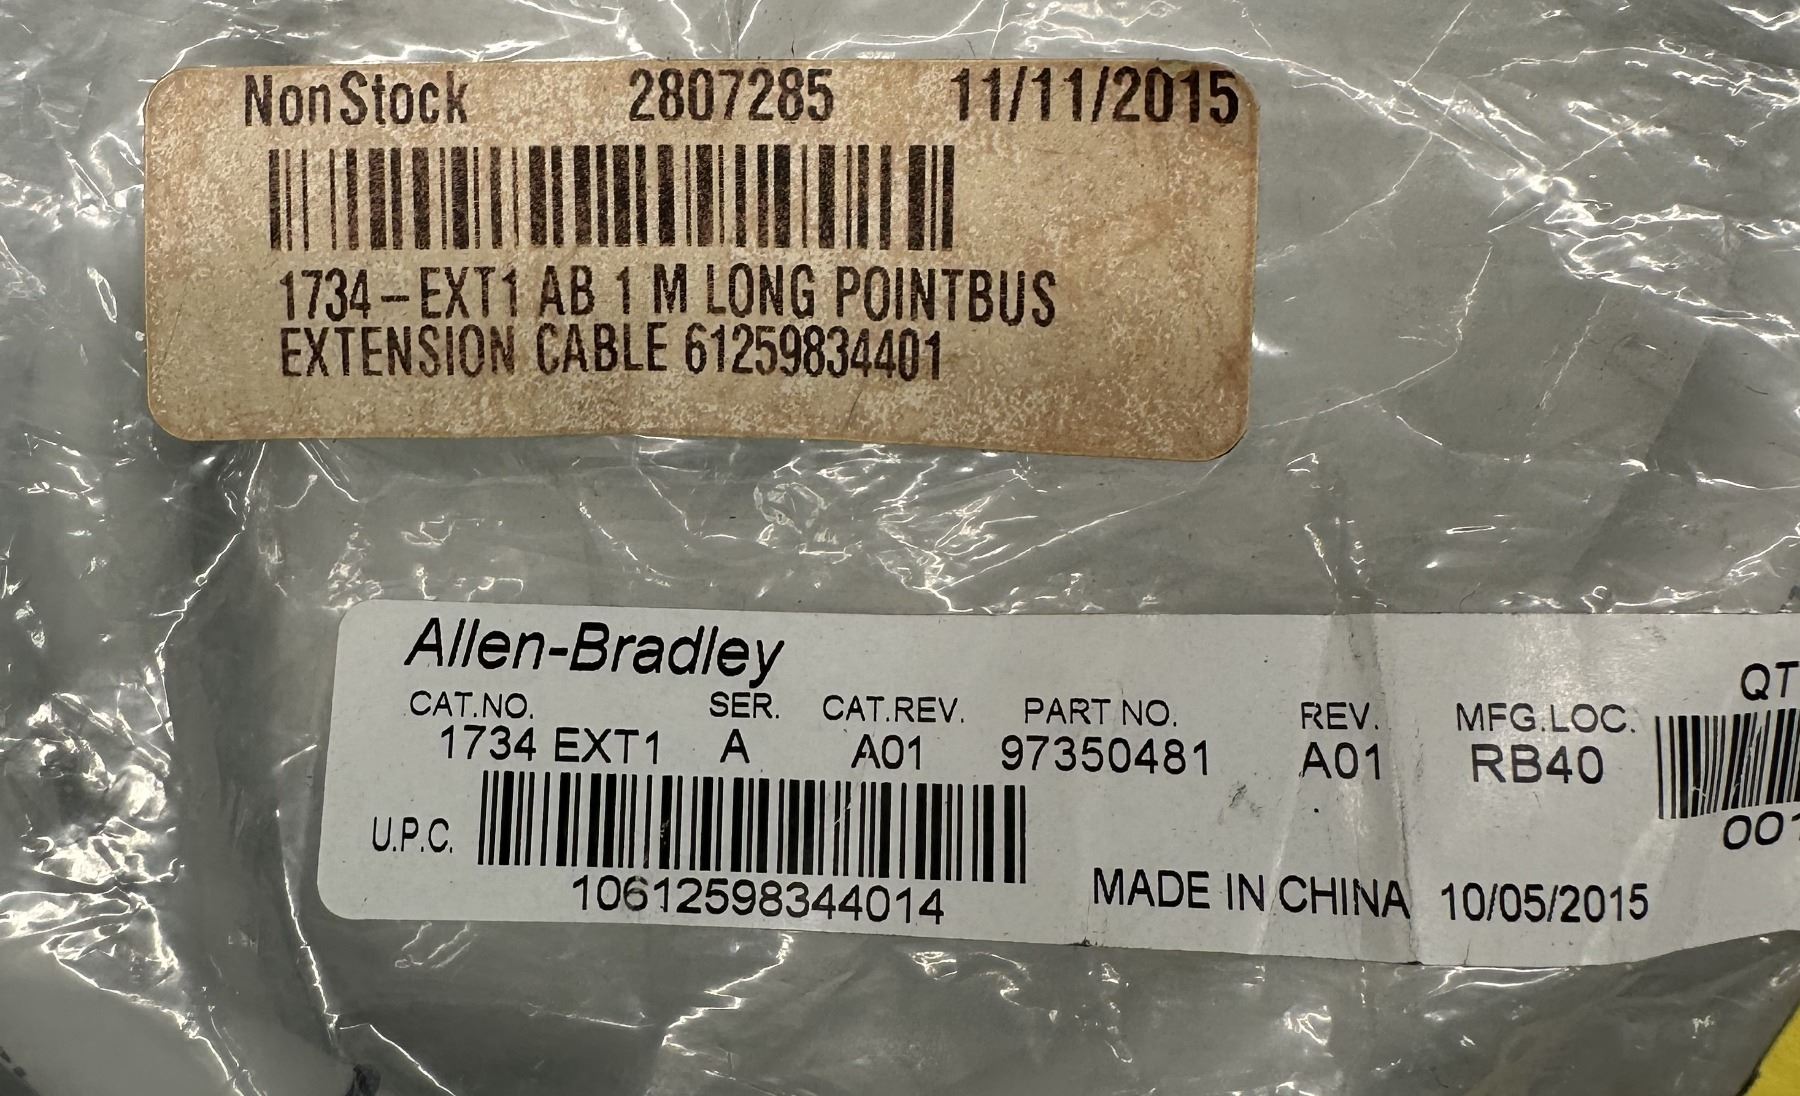 NonStock 2807285 11/11/2015
1734-EXT1 AB 1 M LONG POINTBUS
EXTENSION CABLE 61259834401
Allen-Bradley
CAT.NO. SER. CAT.REV. PART NO. REV. MFG.LOC. QT
1734 EXT1 A A01 97350481 A01 RB40
U.P.C. 001
10612598344014 MADE IN CHINA 10/05/2015